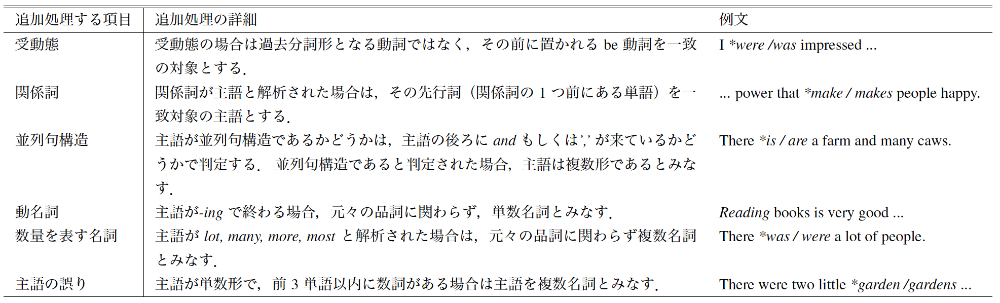 追加処理する項目 追加処理の詳細 例文
受動態 受動態の場合は過去分詞形となる動詞ではなく，その前に置かれる be 動詞を一致 I *were /was impressed ...
の対象とする．
関係詞 関係詞が主語と解析された場合は，その先行詞（関係詞の 1 つ前にある単語）を一 ... power that *make / makes people happy.
致対象の主語とする．
並列句構造 主語が並列句構造であるかどうかは，主語の後ろに and もしくは’,’ が来ているかど There *is / are a farm and many caws.
うかで判定する． 並列句構造であると判定された場合，主語は複数形であるとみな
す．
動名詞 主語が-ing で終わる場合，元々の品詞に関わらず，単数名詞とみなす． Reading books is very good ...
数量を表す名詞 主語が lot, many, more, most と解析された場合は，元々の品詞に関わらず複数名詞 There *was / were a lot of people.
とみなす．
主語の誤り 主語が単数形で，前 3 単語以内に数詞がある場合は主語を複数名詞とみなす． There were two little *garden /gardens ...